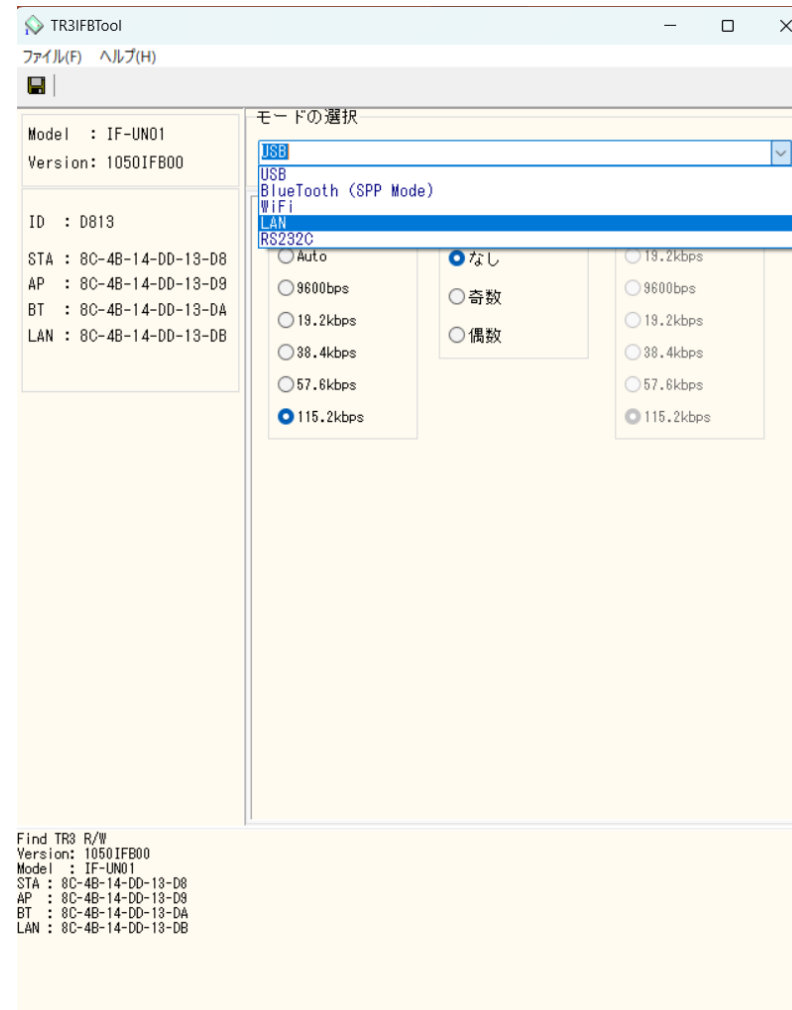 TR3IFBTool
ファイル(F) ヘルプ(H)
Model : IF-UN01
Version: 1050IFB00
ID : D813
STA : 8C-4B-14-DD-13-D8
AP : 8C-4B-14-DD-13-D9
BT : 8C-4B-14-DD-13-DA
LAN : 8C-4B-14-DD-13-DB
モードの選択
USB
USB
BlueTooth (SPP Mode)
WiFi
LAN
RS232C
Auto
9600bps
19.2kbps
38.4kbps
57.6kbps
115.2kbps
なし
奇数
偶数
19.2kbps
9600bps
19.2kbps
38.4kbps
57.6kbps
115.2kbps
Find TR3 R/W
Version: 1050IFB00
Model : IF-UN01
STA : 8C-4B-14-DD-13-D8
AP : 8C-4B-14-DD-13-D9
BT : 8C-4B-14-DD-13-DA
LAN : 8C-4B-14-DD-13-DB